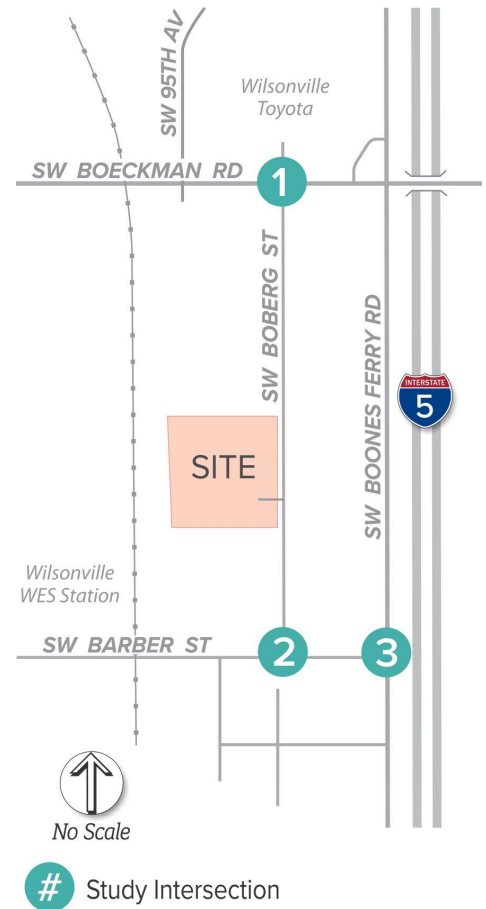 SW 95TH AV
Wilsonville
Toyota
SW BOECKMAN RD
1
SW BOBERG ST
SW BOONES FERRY RD
INTERSTATE
5
SITE
Wilsonville
WES Station
SW BARBER ST
2
3
No Scale
# Study Intersection